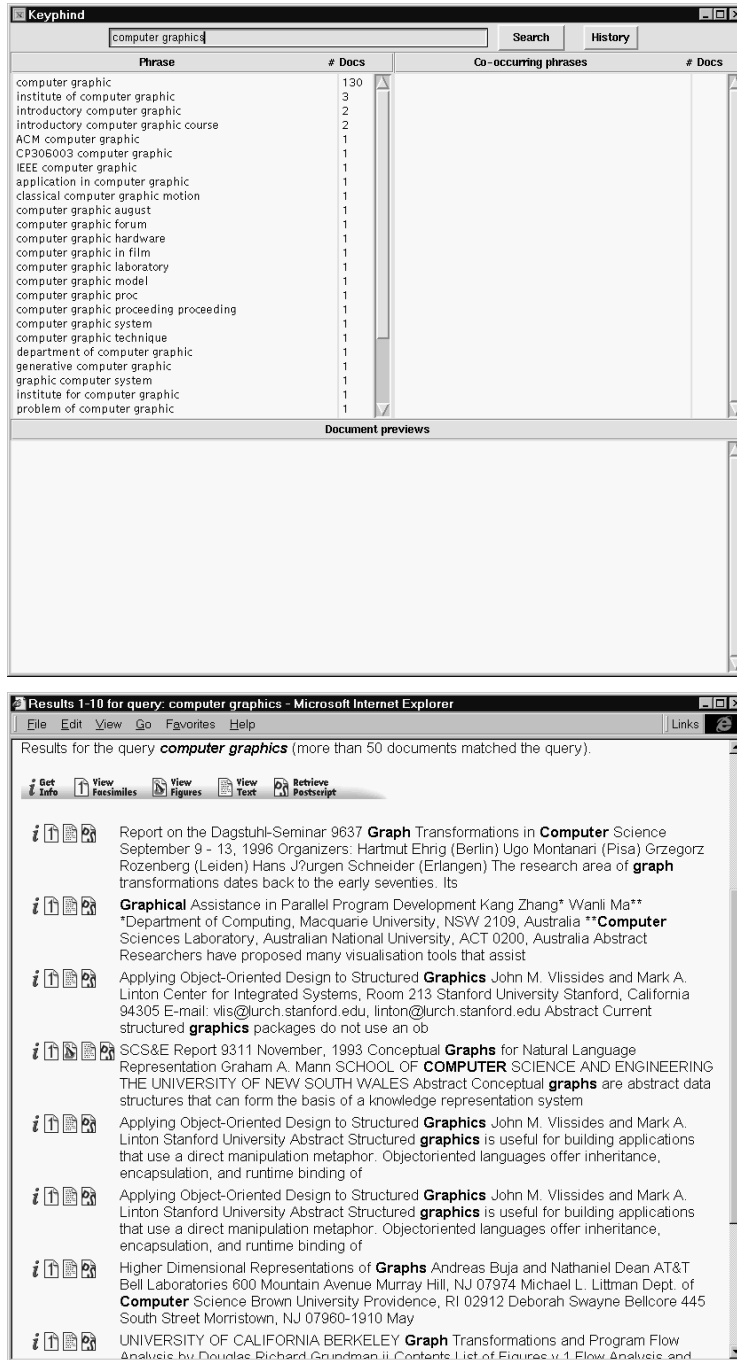 Keyphind
computer graphics
Search
History
Phrase
# Docs
Co-occurring phrases
# Docs
computer graphic 130
institute of computer graphic 3
introductory computer graphic 2
introductory computer graphic course 2
ACM computer graphic 1
CP306003 computer graphic 1
IEEE computer graphic 1
application in computer graphic 1
classical computer graphic motion 1
computer graphic august 1
computer graphic forum 1
computer graphic hardware 1
computer graphic in film 1
computer graphic laboratory 1
computer graphic model 1
computer graphic proc 1
computer graphic proceeding proceeding 1
computer graphic system 1
computer graphic technique 1
department of computer graphic 1
generative computer graphic 1
graphic computer system 1
institute for computer graphic 1
problem of computer graphic 1
Document previews
Results 1-10 for query: computer graphics - Microsoft Internet Explorer
File Edit View Go Favorites Help
Links
Results for the query computer graphics (more than 50 documents matched the query).
Get Info
View Facsimiles
View Figures
View Text
Retrieve Postscript
Report on the Dagstuhl-Seminar 9637 Graph Transformations in Computer Science
September 9 - 13, 1996 Organizers: Hartmut Ehrig (Berlin) Ugo Montanari (Pisa) Grzegorz
Rozenberg (Leiden) Hans J?urgen Schneider (Erlangen) The research area of graph
transformations dates back to the early seventies. Its
Graphical Assistance in Parallel Program Development Kang Zhang* Wanli Ma**
*Department of Computing, Macquarie University, NSW 2109, Australia **Computer
Sciences Laboratory, Australian National University, ACT 0200, Australia Abstract
Researchers have proposed many visualisation tools that assist
Applying Object-Oriented Design to Structured Graphics John M. Vlissides and Mark A.
Linton Center for Integrated Systems, Room 213 Stanford University Stanford, California
94305 E-mail: vlis@lurch.stanford.edu, linton@lurch.stanford.edu Abstract Current
structured graphics packages do not use an ob
SCS&E Report 9311 November, 1993 Conceptual Graphs for Natural Language
Representation Graham A. Mann SCHOOL OF COMPUTER SCIENCE AND ENGINEERING
THE UNIVERSITY OF NEW SOUTH WALES Abstract Conceptual graphs are abstract data
structures that can form the basis of a knowledge representation system
Applying Object-Oriented Design to Structured Graphics John M. Vlissides and Mark A.
Linton Stanford University Abstract Structured graphics is useful for building applications
that use a direct manipulation metaphor. Objectoriented languages offer inheritance,
encapsulation, and runtime binding of
Applying Object-Oriented Design to Structured Graphics John M. Vlissides and Mark A.
Linton Stanford University Abstract Structured graphics is useful for building applications
that use a direct manipulation metaphor. Objectoriented languages offer inheritance,
encapsulation, and runtime binding of
Higher Dimensional Representations of Graphs Andreas Buja and Nathaniel Dean AT&T
Bell Laboratories 600 Mountain Avenue Murray Hill, NJ 07974 Michael L. Littman Dept. of
Computer Science Brown University Providence, RI 02912 Deborah Swayne Bellcore 445
South Street Morristown, NJ 07960-1910 May
UNIVERSITY OF CALIFORNIA BERKELEY Graph Transformations and Program Flow
Analysis by Douglas Richard Grundman ii Contents List of Figures v 1 Flow Analysis and